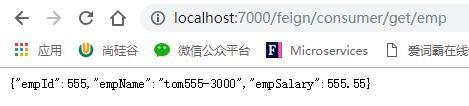 localhost:7000/feign/consumer/get/emp
应用 尚硅谷 微信公众平台 Microservices 爱词霸在线
{"empId":555,"empName":"tom555-3000","empSalary":555.55}